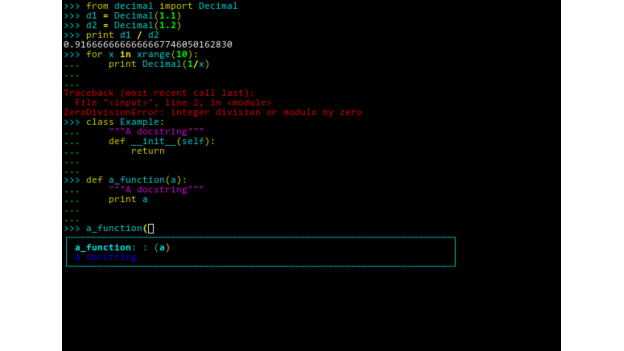 >>> from decimal import Decimal
>>> d1 = Decimal(1.1)
>>> d2 = Decimal(1.2)
>>> print d1 / d2
0.9166666666666667746050162830
>>> for x in xrange(10):
...     print Decimal(1/x)
...
...
Traceback (most recent call last):
  File "<input>", line 2, in <module>
ZeroDivisionError: integer division or modulo by zero
>>> class Example:
...     """A docstring"""
...     def __init__(self):
...         return
...
...
>>> def a_function(a):
...     """A docstring"""
...     print a
...
...
>>> a_function(
a_function: : (a)
A docstring